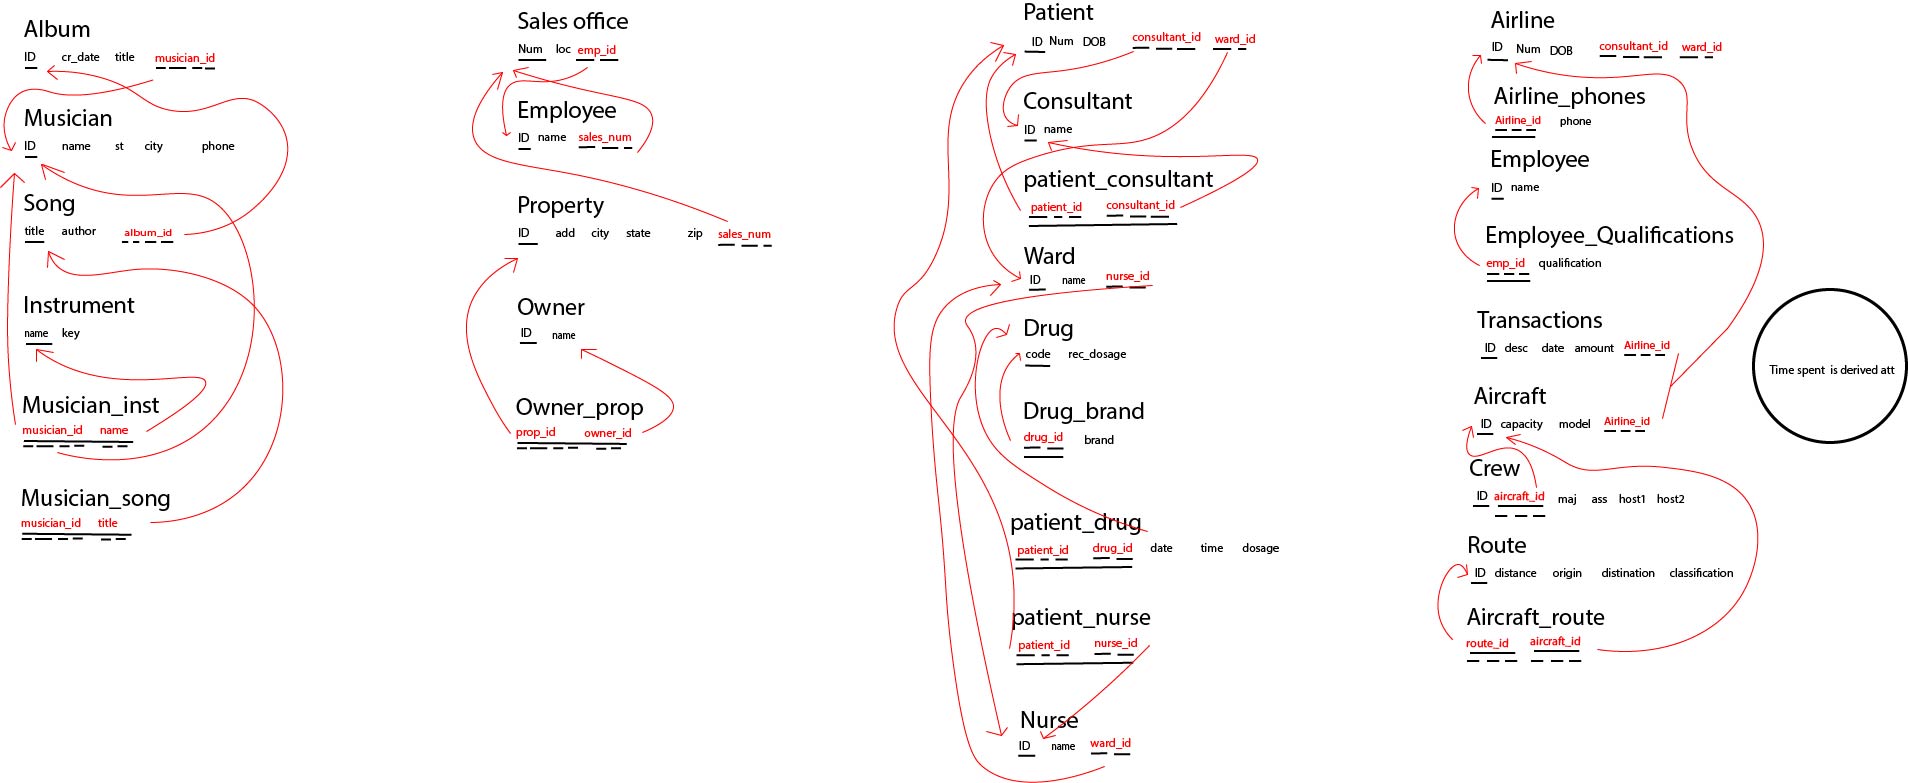 Album
ID cr_date title musician_id
Musician
ID name st city phone
Song
title author album_id
Instrument
name key
Musician_inst
musician_id name
Musician_song
musician_id title
Sales office
Num loc emp_id
Employee
ID name sales_num
Property
ID add city state zip sales_num
Owner
ID name
Owner_prop
prop_id owner_id
Patient
ID Num DOB consultant_id ward_id
Consultant
ID name
patient_consultant
patient_id consultant_id
Ward
ID name nurse_id
Drug
code rec_dosage
Drug_brand
drug_id brand
patient_drug
patient_id drug_id date time dosage
patient_nurse
patient_id nurse_id
Nurse
ID name ward_id
Airline
ID Num DOB consultant_id ward_id
Airline_phones
Airline_id phone
Employee
ID name
Employee_Qualifications
emp_id qualification
Transactions
ID desc date amount Airline_id
Aircraft
ID capacity model Airline_id
Crew
ID aircraft_id maj ass host1 host2
Route
ID distance origin distination classification
Aircraft_route
route_id aircraft_id
Time spent is derived att